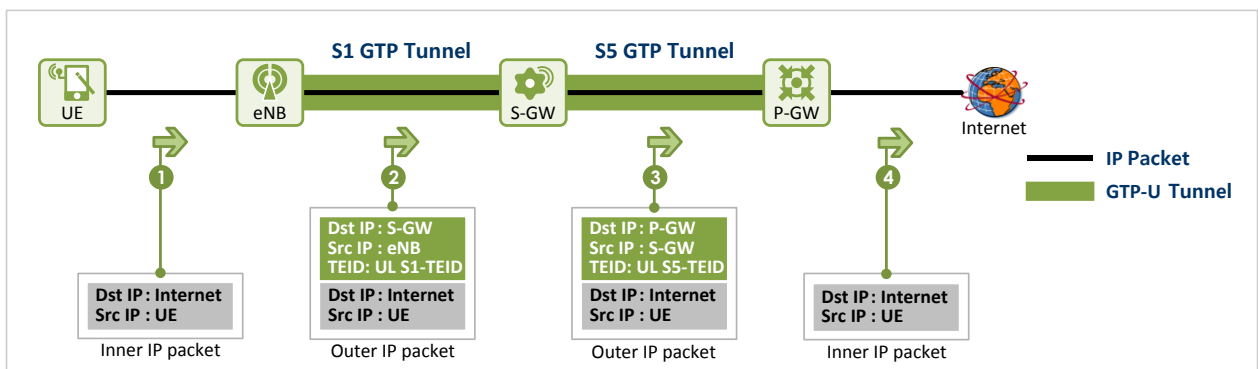 S1 GTP Tunnel
S5 GTP Tunnel
UE
eNB
S-GW
P-GW
Internet
IP Packet
GTP-U Tunnel
1
2
3
4
Dst IP : Internet
Src IP : UE
Inner IP packet
Dst IP : S-GW
Src IP : eNB
TEID: UL S1-TEID
Dst IP : Internet
Src IP : UE
Outer IP packet
Dst IP : P-GW
Src IP : S-GW
TEID: UL S5-TEID
Dst IP : Internet
Src IP : UE
Outer IP packet
Dst IP : Internet
Src IP : UE
Inner IP packet